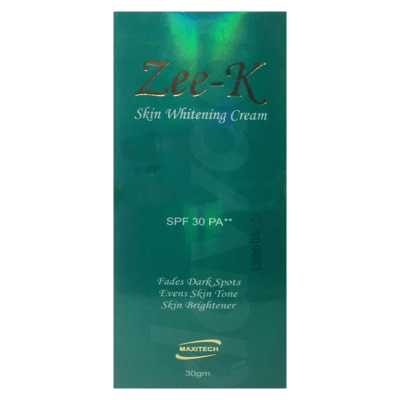 Zee-K
Skin Whitening Cream
SPF 30 PA++
Fades Dark Spots
Evens Skin Tone
Skin Brightener
MAXITECH
30gm